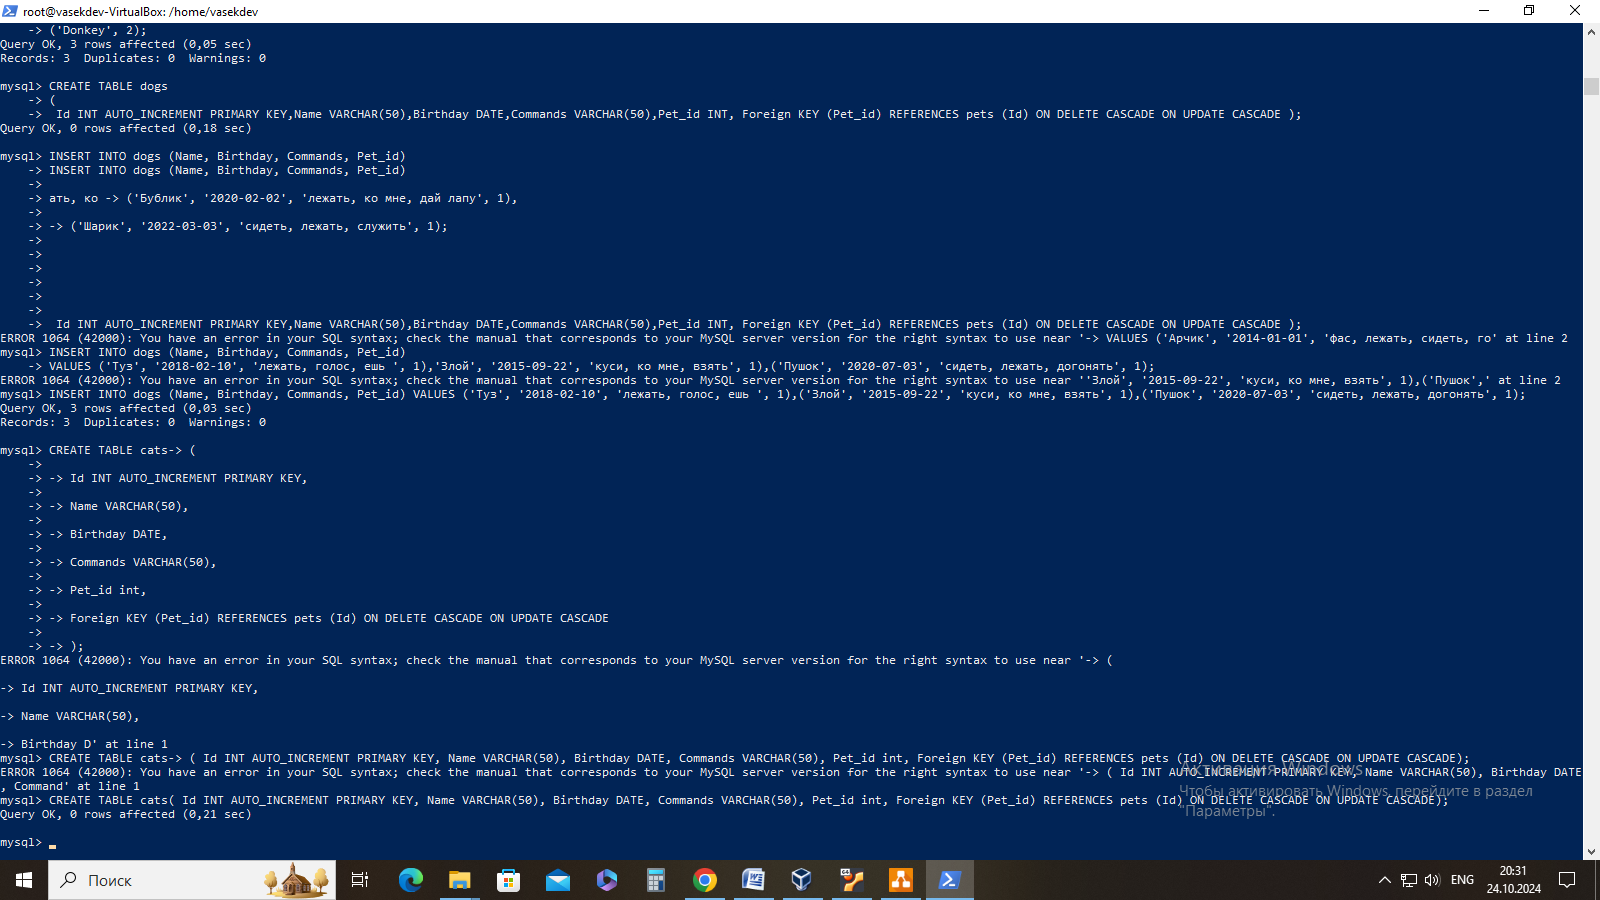 root@vasekdev-VirtualBox: /home/vasekdev
    -> ('Donkey', 2);
Query OK, 3 rows affected (0,05 sec)
Records: 3  Duplicates: 0  Warnings: 0
mysql> CREATE TABLE dogs
    -> (
    ->  Id INT AUTO_INCREMENT PRIMARY KEY,Name VARCHAR(50),Birthday DATE,Commands VARCHAR(50),Pet_id INT, Foreign KEY (Pet_id) REFERENCES pets (Id) ON DELETE CASCADE ON UPDATE CASCADE );
Query OK, 0 rows affected (0,18 sec)
mysql> INSERT INTO dogs (Name, Birthday, Commands, Pet_id)
    -> INSERT INTO dogs (Name, Birthday, Commands, Pet_id)
    ->
    -> ать, ко -> ('Бублик', '2020-02-02', 'лежать, ко мне, дай лапу', 1),
    ->
    -> -> ('Шарик', '2022-03-03', 'сидеть, лежать, служить', 1);
    ->
    ->
    ->
    ->
    ->
    ->
    ->  Id INT AUTO_INCREMENT PRIMARY KEY,Name VARCHAR(50),Birthday DATE,Commands VARCHAR(50),Pet_id INT, Foreign KEY (Pet_id) REFERENCES pets (Id) ON DELETE CASCADE ON UPDATE CASCADE );
ERROR 1064 (42000): You have an error in your SQL syntax; check the manual that corresponds to your MySQL server version for the right syntax to use near '-> VALUES ('Арчик', '2014-01-01', 'фас, лежать, сидеть, го' at line 2
mysql> INSERT INTO dogs (Name, Birthday, Commands, Pet_id)
    -> VALUES ('Туз', '2018-02-10', 'лежать, голос, ешь ', 1),'Злой', '2015-09-22', 'куси, ко мне, взять', 1),('Пушок', '2020-07-03', 'сидеть, лежать, догонять', 1);
ERROR 1064 (42000): You have an error in your SQL syntax; check the manual that corresponds to your MySQL server version for the right syntax to use near ''Злой', '2015-09-22', 'куси, ко мне, взять', 1),('Пушок',' at line 2
mysql> INSERT INTO dogs (Name, Birthday, Commands, Pet_id) VALUES ('Туз', '2018-02-10', 'лежать, голос, ешь ', 1),('Злой', '2015-09-22', 'куси, ко мне, взять', 1),('Пушок', '2020-07-03', 'сидеть, лежать, догонять', 1);
Query OK, 3 rows affected (0,03 sec)
Records: 3  Duplicates: 0  Warnings: 0
mysql> CREATE TABLE cats-> (
    ->
    -> -> Id INT AUTO_INCREMENT PRIMARY KEY,
    ->
    -> -> Name VARCHAR(50),
    ->
    -> -> Birthday DATE,
    ->
    -> -> Commands VARCHAR(50),
    ->
    -> -> Pet_id int,
    ->
    -> -> Foreign KEY (Pet_id) REFERENCES pets (Id) ON DELETE CASCADE ON UPDATE CASCADE
    ->
    -> -> );
ERROR 1064 (42000): You have an error in your SQL syntax; check the manual that corresponds to your MySQL server version for the right syntax to use near '-> (
-> Id INT AUTO_INCREMENT PRIMARY KEY,
-> Name VARCHAR(50),
-> Birthday D' at line 1
mysql> CREATE TABLE cats-> ( Id INT AUTO_INCREMENT PRIMARY KEY, Name VARCHAR(50), Birthday DATE, Commands VARCHAR(50), Pet_id int, Foreign KEY (Pet_id) REFERENCES pets (Id) ON DELETE CASCADE ON UPDATE CASCADE);
ERROR 1064 (42000): You have an error in your SQL syntax; check the manual that corresponds to your MySQL server version for the right syntax to use near '-> ( Id INT AUTO_INCREMENT PRIMARY KEY, Name VARCHAR(50), Birthday DATE
, Command' at line 1
mysql> CREATE TABLE cats( Id INT AUTO_INCREMENT PRIMARY KEY, Name VARCHAR(50), Birthday DATE, Commands VARCHAR(50), Pet_id int, Foreign KEY (Pet_id) REFERENCES pets (Id) ON DELETE CASCADE ON UPDATE CASCADE);
Query OK, 0 rows affected (0,21 sec)
mysql>
Активация Windows
Чтобы активировать Windows, перейдите в раздел
"Параметры".
Поиск
ENG
20:31
24.10.2024